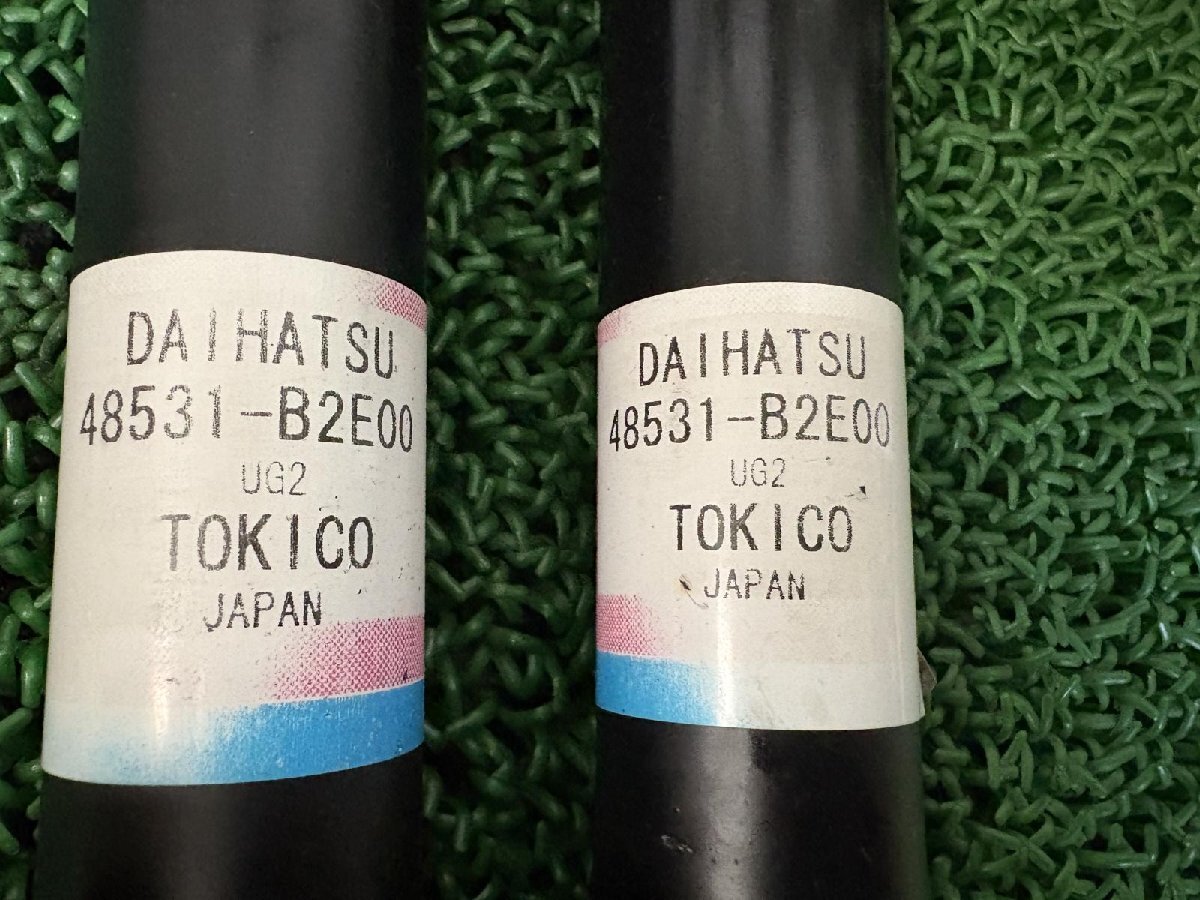 DAIHATSU
48531-B2E00
UG2
TOKICO
JAPAN
DAIHATSU
48531-B2E00
UG2
TOKICO
JAPAN